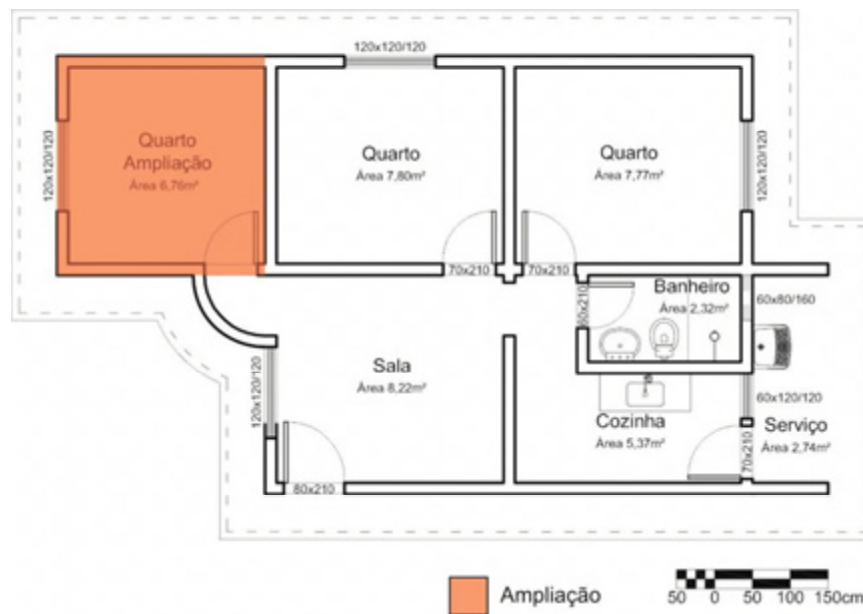 120x120/120
Quarto
Ampliação
Área 6,76m²
120x120/120
Quarto
Área 7,80m²
Quarto
Área 7,77m²
120x120/120
70x210
70x210
Banheiro
Área 2,32m²
60x210
60x80/160
Sala
Área 8,22m²
120x120/120
60x120/120
Cozinha
Área 5,37m²
Serviço
Área 2,74m²
70x210
80x210
Ampliação
50 0 50 100 150cm